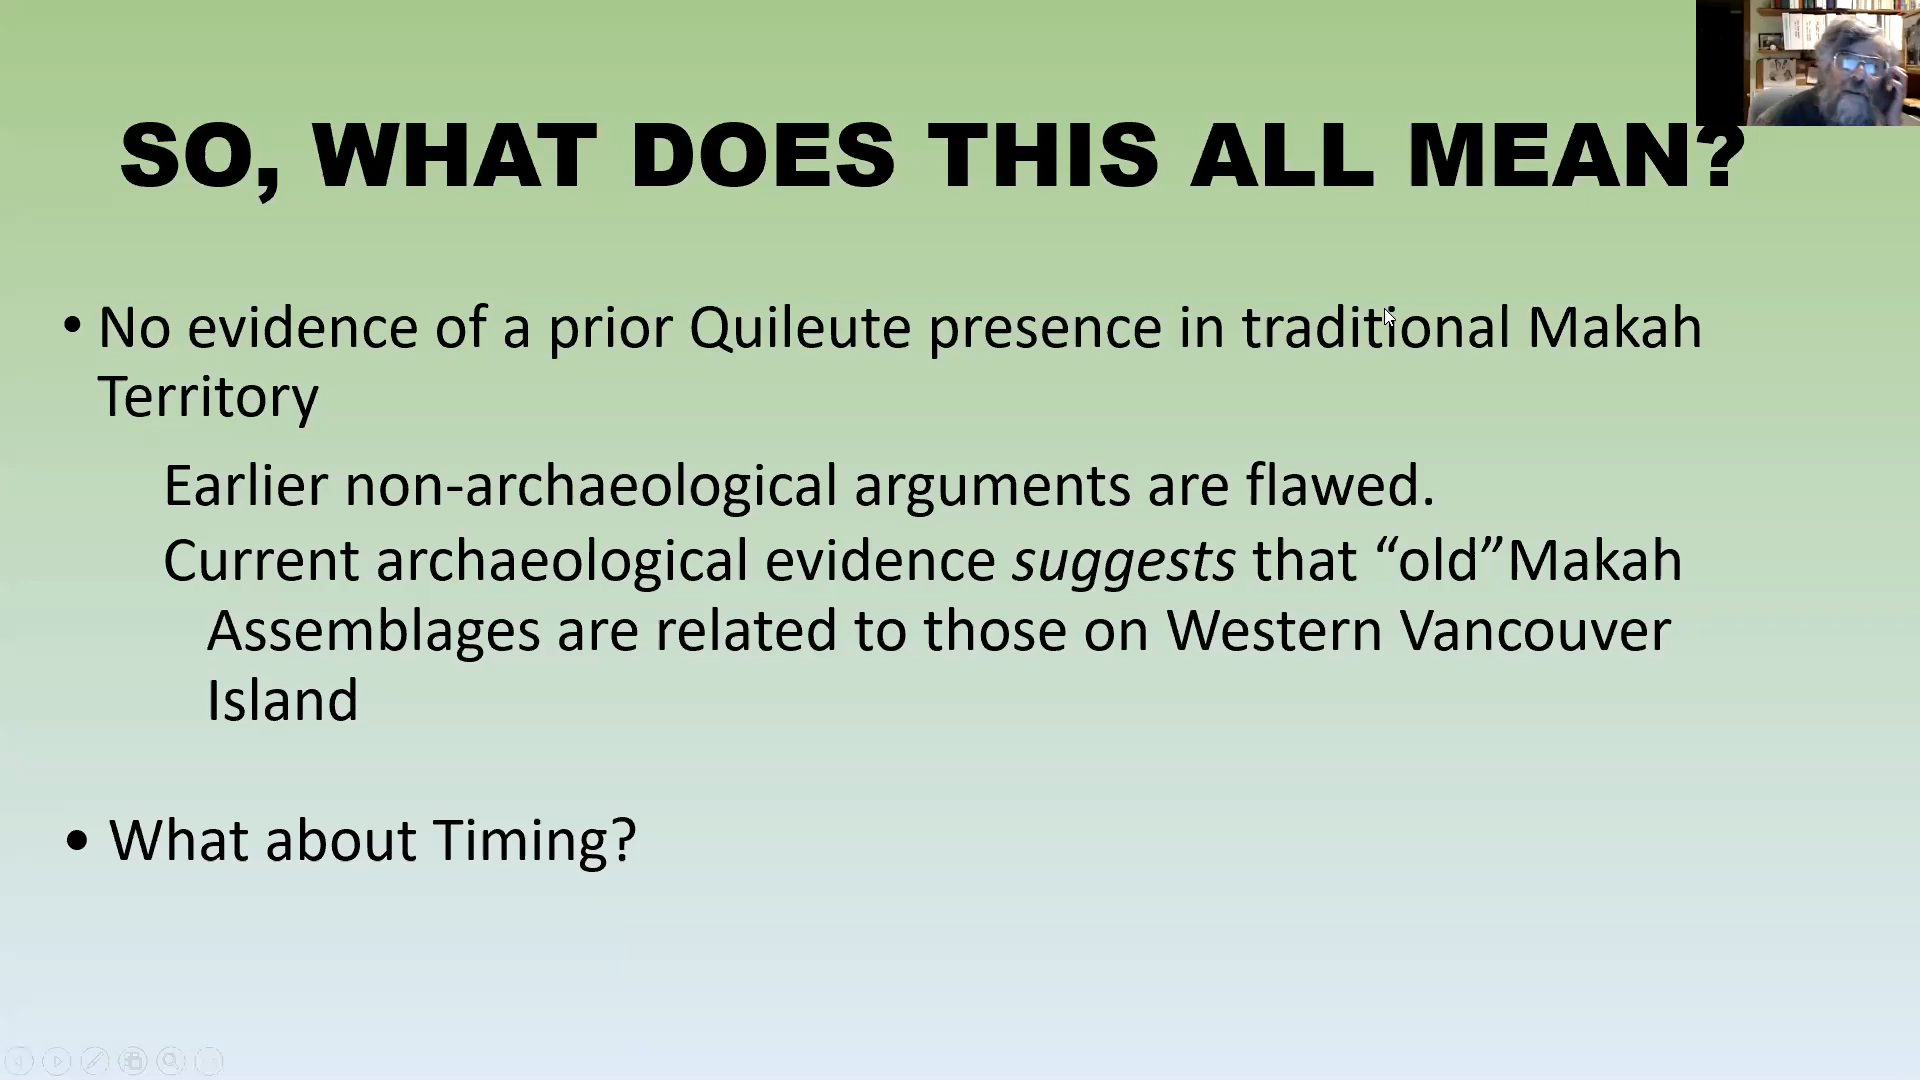 SO, WHAT DOES THIS ALL MEAN?
• No evidence of a prior Quileute presence in traditional Makah
Territory
Earlier non-archaeological arguments are flawed.
Current archaeological evidence suggests that “old”Makah
Assemblages are related to those on Western Vancouver
Island
• What about Timing?